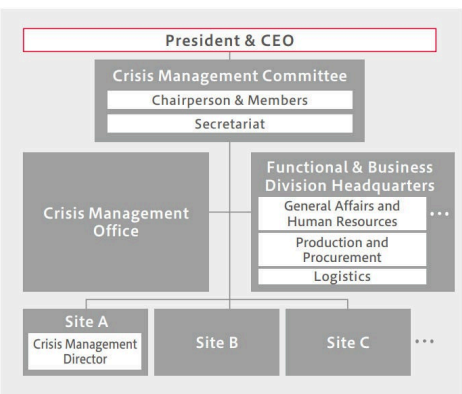 President & CEO
Crisis Management Committee
Chairperson & Members
Secretariat
Crisis Management
Office
Functional & Business
Division Headquarters
General Affairs and
Human Resources
...
Production and
Procurement
Logistics
Site A
Crisis Management
Director
Site B
Site C
...